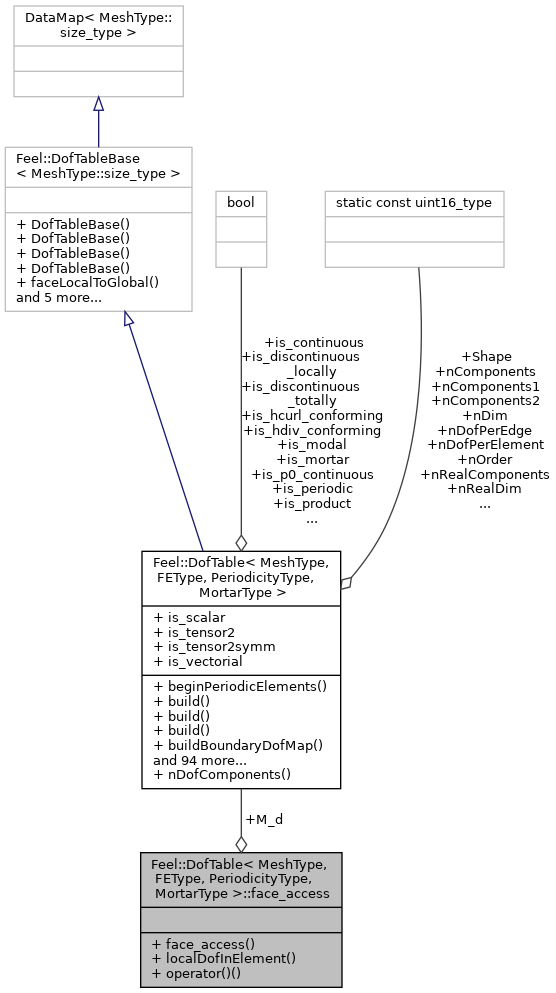 DataMap< MeshType::
size_type >
Feel::DofTableBase
< MeshType::size_type >
+ DofTableBase()
+ DofTableBase()
+ DofTableBase()
+ DofTableBase()
+ faceLocalToGlobal()
and 5 more...
bool
static const uint16_type
+is_continuous
+is_discontinuous
_locally
+is_discontinuous
_totally
+is_hcurl_conforming
+is_hdiv_conforming
+is_modal
+is_mortar
+is_p0_continuous
+is_periodic
+is_product
...
+Shape
+nComponents
+nComponents1
+nComponents2
+nDim
+nDofPerEdge
+nDofPerElement
+nOrder
+nRealComponents
+nRealDim
...
Feel::DofTable< MeshType,
FEType, PeriodicityType,
MortarType >
+ is_scalar
+ is_tensor2
+ is_tensor2symm
+ is_vectorial
+ beginPeriodicElements()
+ build()
+ build()
+ build()
+ buildBoundaryDofMap()
and 94 more...
+ nDofComponents()
+M_d
Feel::DofTable< MeshType,
FEType, PeriodicityType,
MortarType >::face_access
+ face_access()
+ localDofInElement()
+ operator()()